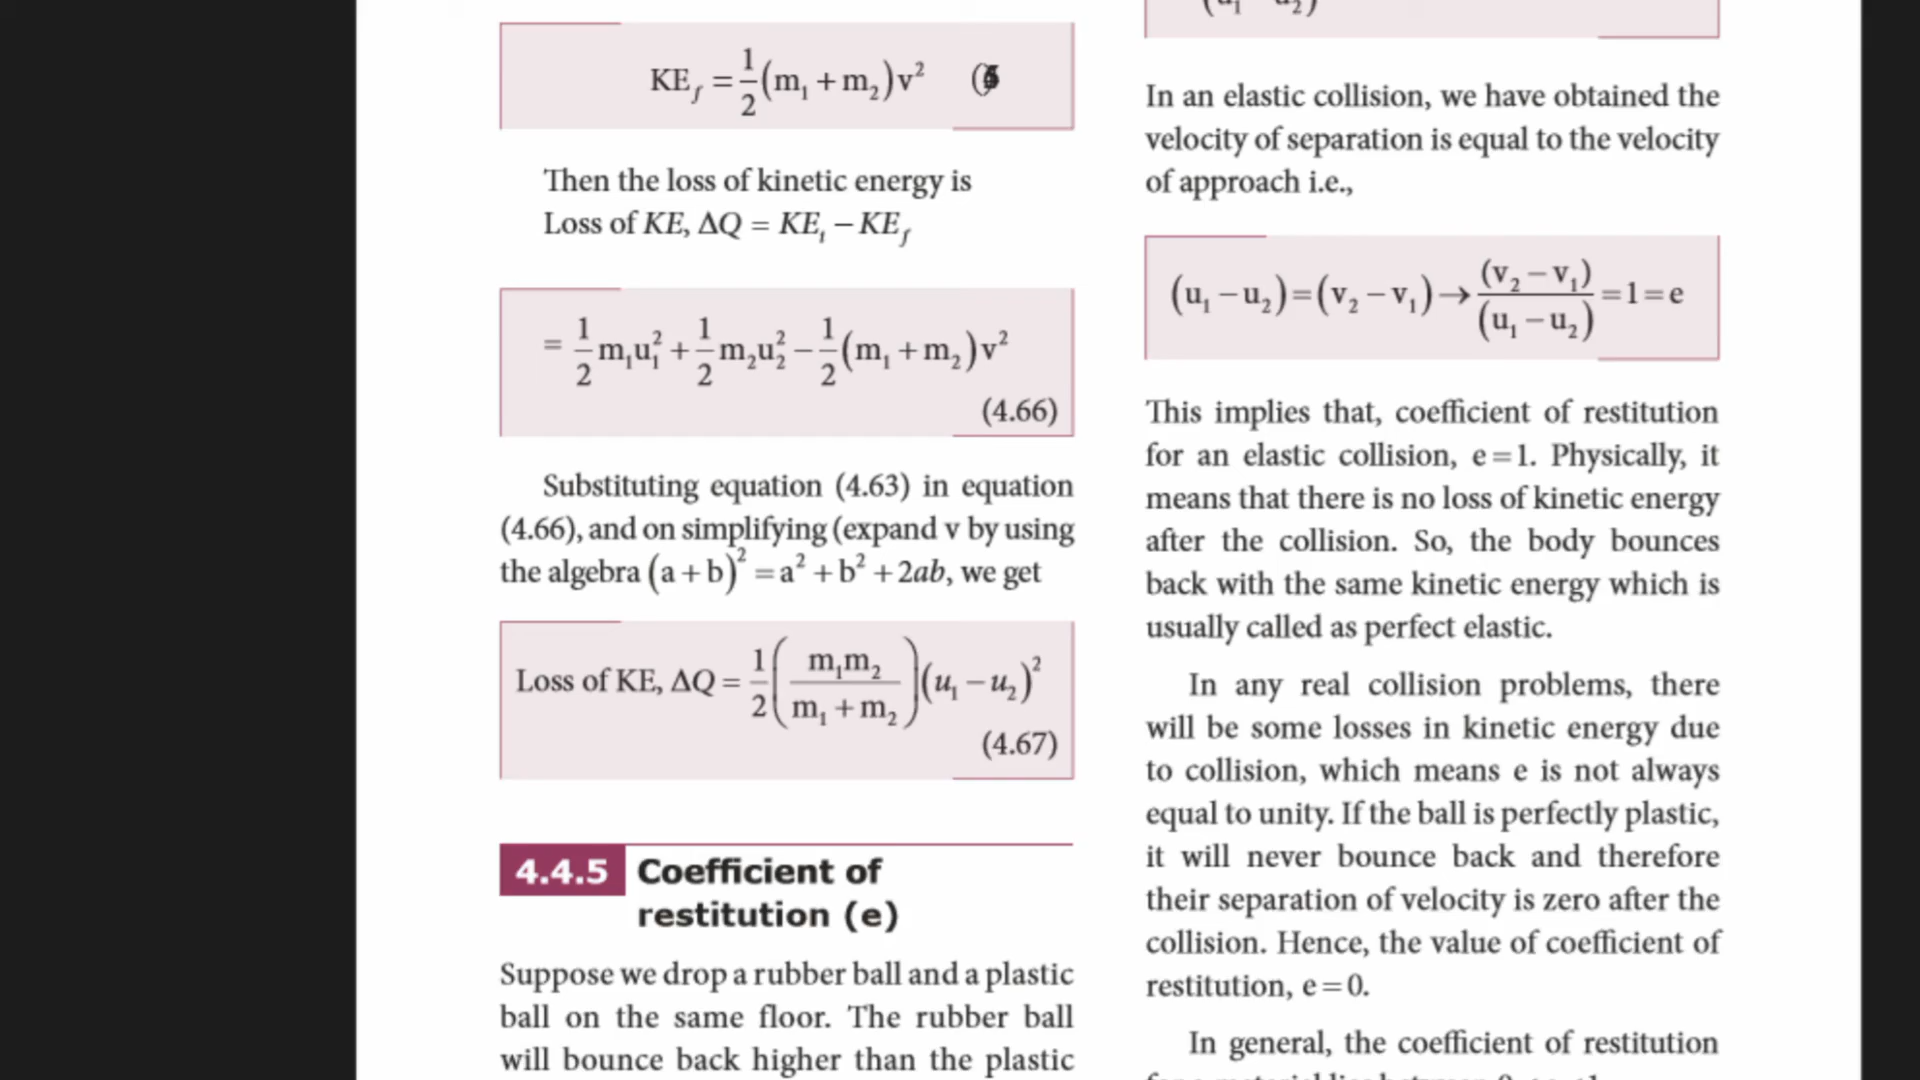 KE_f = 1/2 (m₁ + m₂) v²
Then the loss of kinetic energy is
Loss of KE, ΔQ = KE_i − KE_f
= 1/2 m₁u₁² + 1/2 m₂u₂² − 1/2 (m₁ + m₂) v²
(4.66)
Substituting equation (4.63) in equation
(4.66), and on simplifying (expand v by using
the algebra (a + b)² = a² + b² + 2ab, we get
Loss of KE, ΔQ = 1/2 (m₁m₂ / m₁ + m₂) (u₁ − u₂)²
(4.67)
4.4.5 Coefficient of
restitution (e)
Suppose we drop a rubber ball and a plastic
ball on the same floor. The rubber ball
will bounce back higher than the plastic
In an elastic collision, we have obtained the
velocity of separation is equal to the velocity
of approach i.e.,
(u₁ − u₂) = (v₂ − v₁) → (v₂ − v₁) / (u₁ − u₂) = 1 = e
This implies that, coefficient of restitution
for an elastic collision, e = 1. Physically, it
means that there is no loss of kinetic energy
after the collision. So, the body bounces
back with the same kinetic energy which is
usually called as perfect elastic.
In any real collision problems, there
will be some losses in kinetic energy due
to collision, which means e is not always
equal to unity. If the ball is perfectly plastic,
it will never bounce back and therefore
their separation of velocity is zero after the
collision. Hence, the value of coefficient of
restitution, e = 0.
In general, the coefficient of restitution